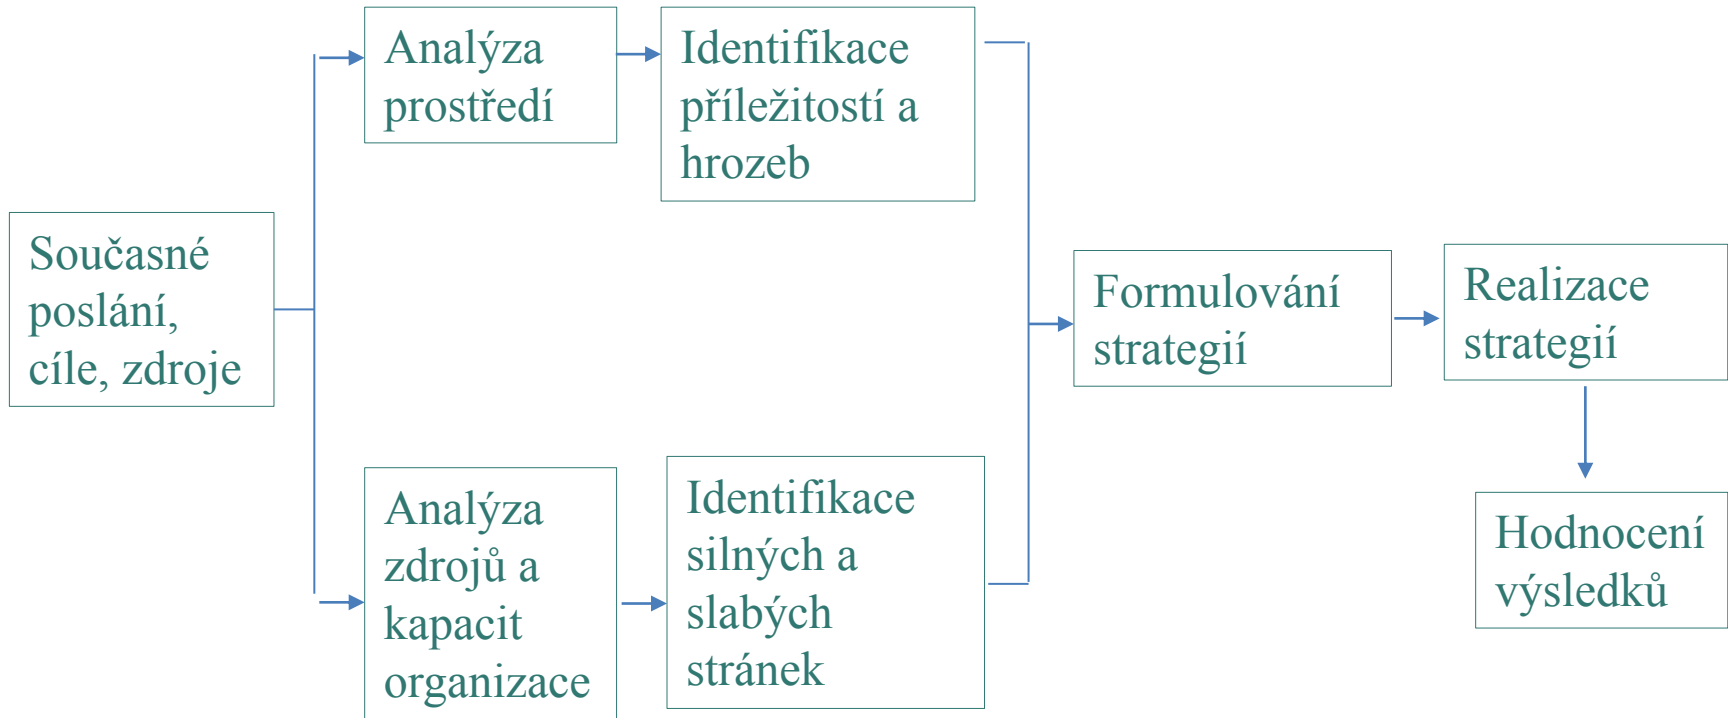 Současné
poslání,
cíle, zdroje
Analýza
prostředí
Identifikace
příležitostí a
hrozeb
Analýza
zdrojů a
kapacit
organizace
Identifikace
silných a
slabých
stránek
Formulování
strategií
Realizace
strategií
Hodnocení
výsledků